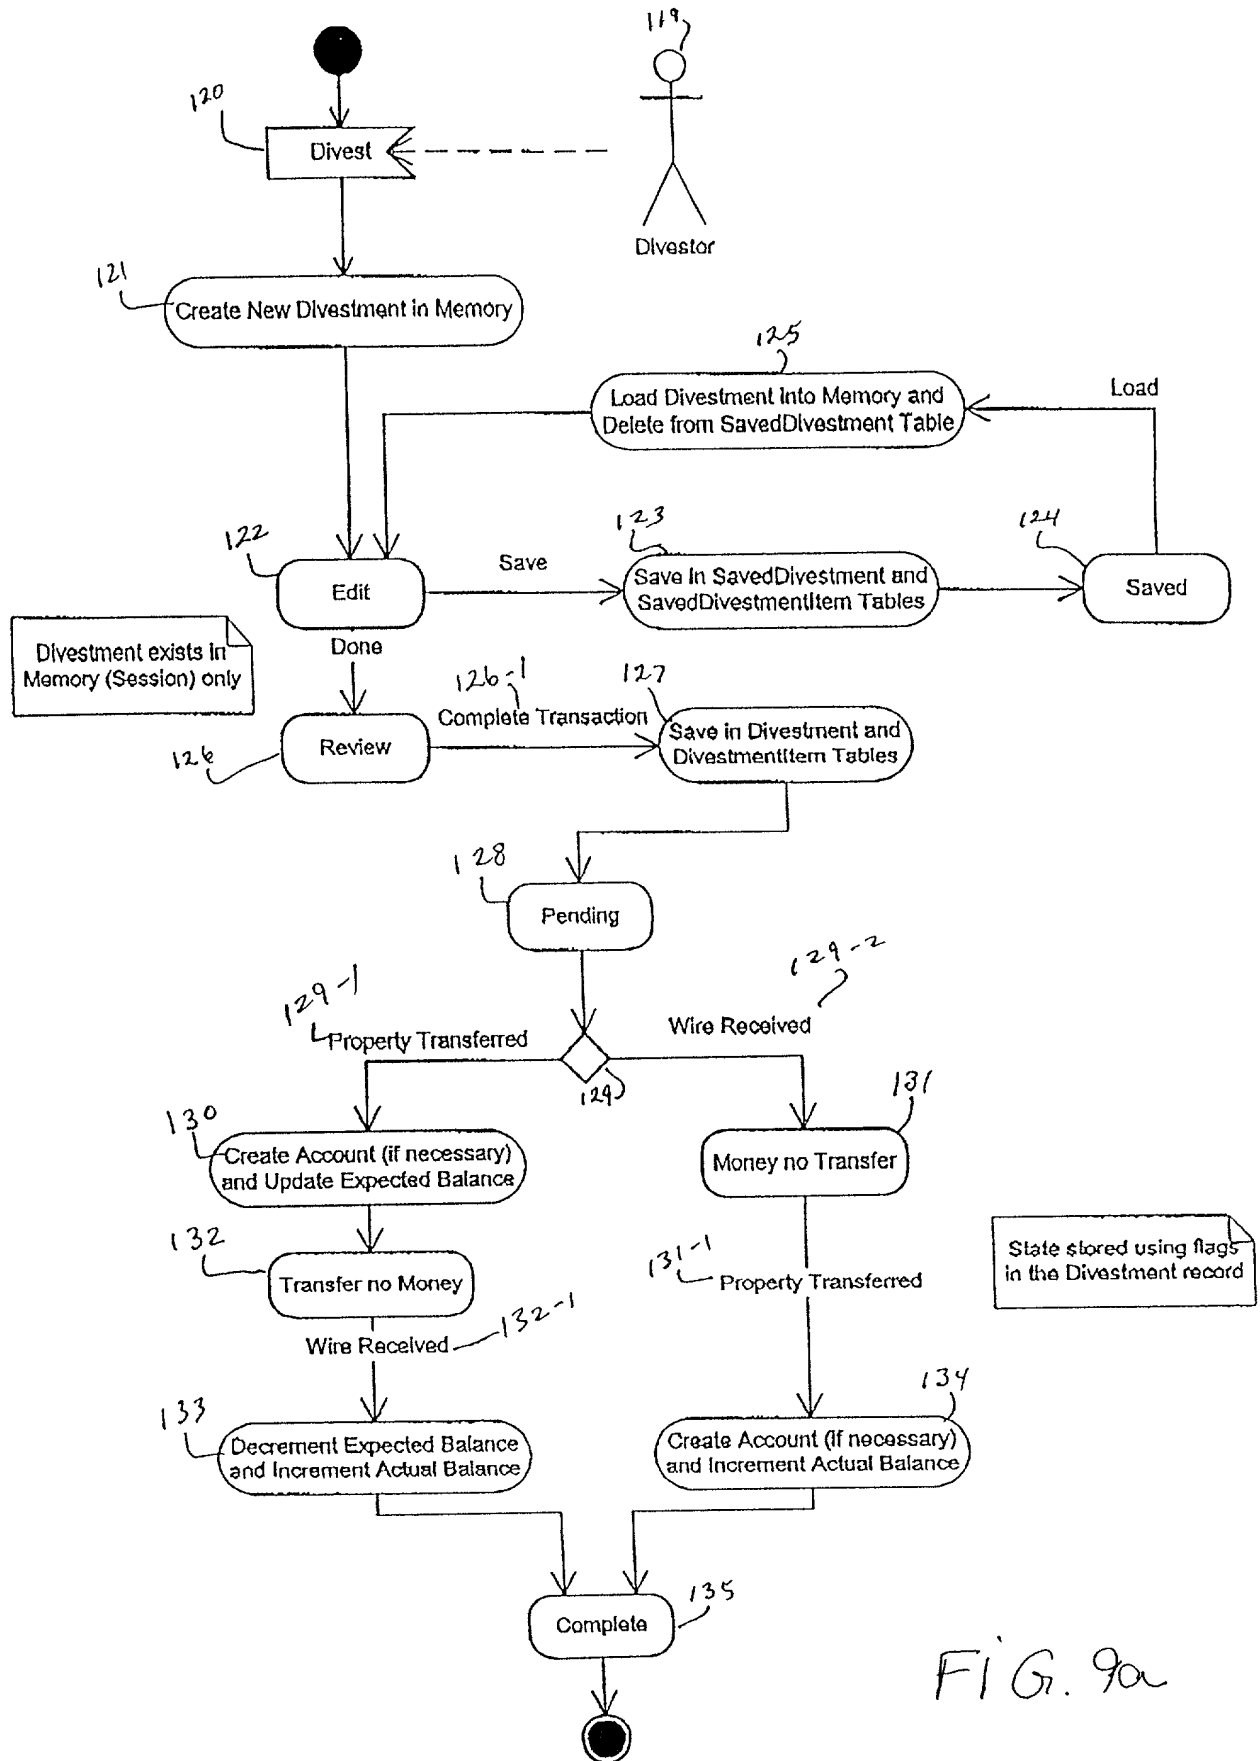 119
120
Divest
Divestor
121
Create New Divestment in Memory
125
Load Divestment Into Memory and
Delete from SavedDivestment Table
Load
122
Edit
Save
123
Save In SavedDivestment and
SavedDivestmentItem Tables
124
Saved
Divestment exists in
Memory (Session) only
Done
126
Review
126-1
Complete Transaction
127
Save in Divestment and
DivestmentItem Tables
128
Pending
129-1
Property Transferred
129
129-2
Wire Received
130
Create Account (if necessary)
and Update Expected Balance
131
Money no Transfer
132
Transfer no Money
131-1
Property Transferred
State stored using flags
in the Divestment record
132-1
Wire Received
133
Decrement Expected Balance
and Increment Actual Balance
134
Create Account (if necessary)
and Increment Actual Balance
135
Complete
FIG. 9a